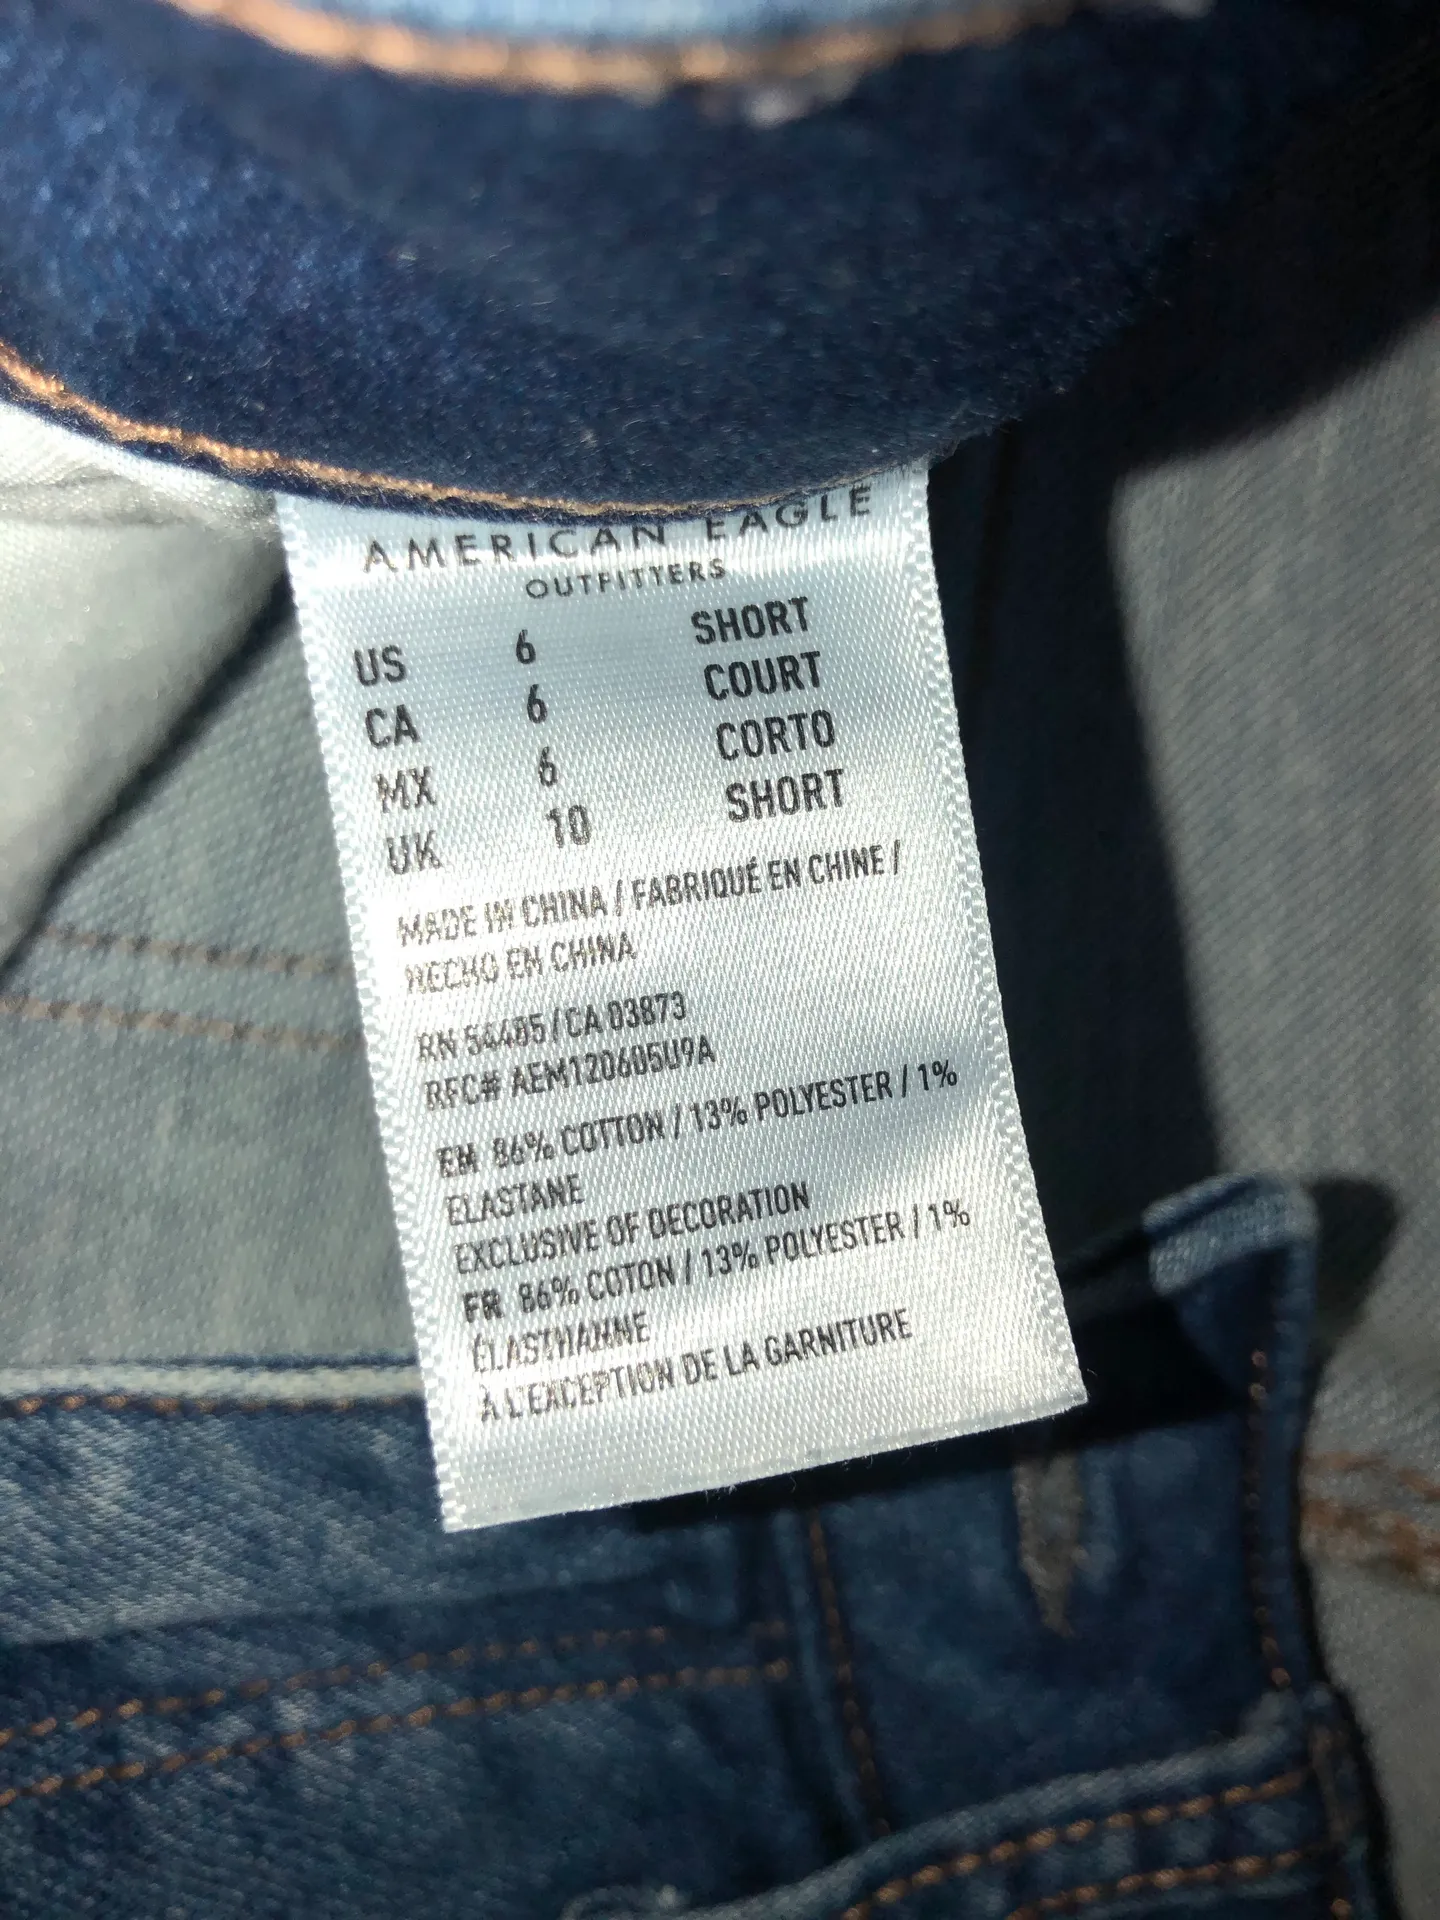 AMERICAN EAGLE
OUTFITTERS
US 6 SHORT
CA 6 COURT
MX 6 CORTO
UK 10 SHORT
MADE IN CHINA / FABRIQUÉ EN CHINE /
HECHO EN CHINA
RN 54485 / CA 03873
RFC# AEM120605U9A
EN 86% COTTON / 13% POLYESTER / 1%
ELASTANE
EXCLUSIVE OF DECORATION
FR 86% COTON / 13% POLYESTER / 1%
ÉLASTHANNE
À L'EXCEPTION DE LA GARNITURE